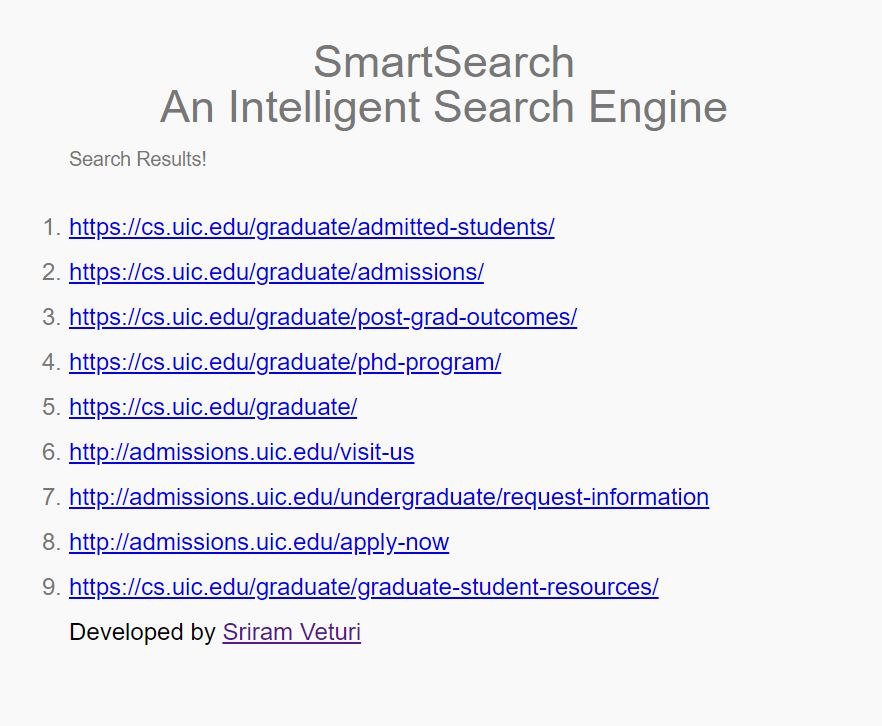 SmartSearch
An Intelligent Search Engine
Search Results!
1. https://cs.uic.edu/graduate/admitted-students/
2. https://cs.uic.edu/graduate/admissions/
3. https://cs.uic.edu/graduate/post-grad-outcomes/
4. https://cs.uic.edu/graduate/phd-program/
5. https://cs.uic.edu/graduate/
6. http://admissions.uic.edu/visit-us
7. http://admissions.uic.edu/undergraduate/request-information
8. http://admissions.uic.edu/apply-now
9. https://cs.uic.edu/graduate/graduate-student-resources/
Developed by Sriram Veturi